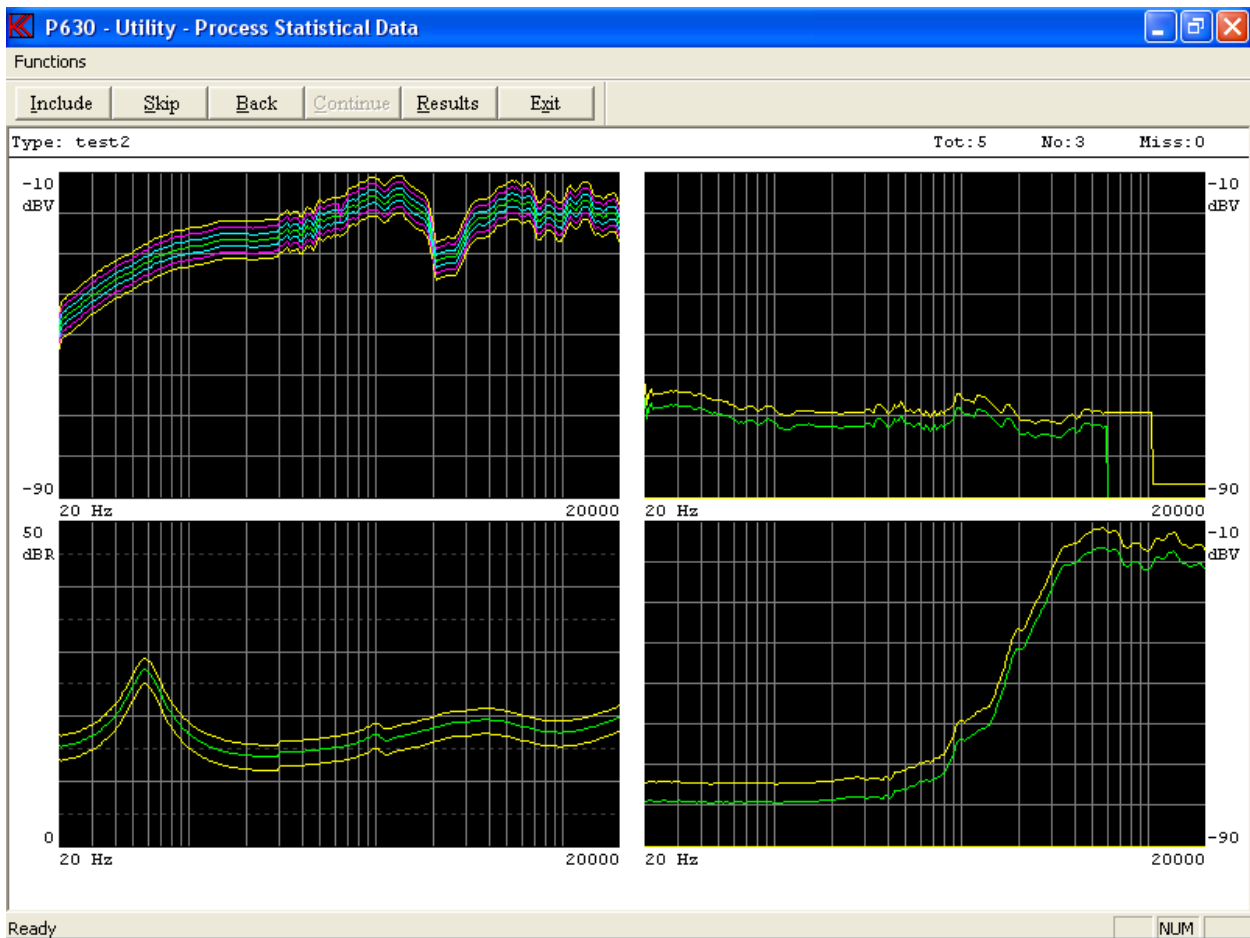 P630 - Utility - Process Statistical Data
Functions
Include Skip Back Continue Results Exit
Type: test2 Tot:5 No:3 Miss:0
-10
dBV
-90
20 Hz 20000
-10
dBV
-90
20 Hz 20000
50
dBR
0
20 Hz 20000
-10
dBV
-90
20 Hz 20000
Ready NUM